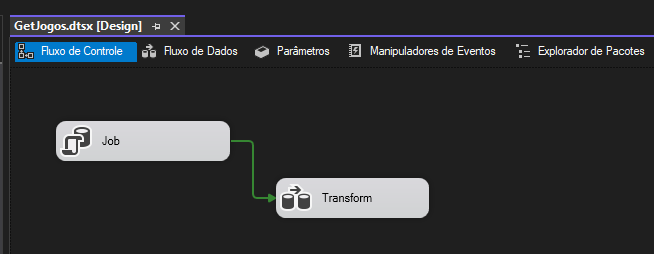 GetJogos.dtsx [Design]
Fluxo de Controle Fluxo de Dados Parâmetros Manipuladores de Eventos Explorador de Pacotes
Job
Transform